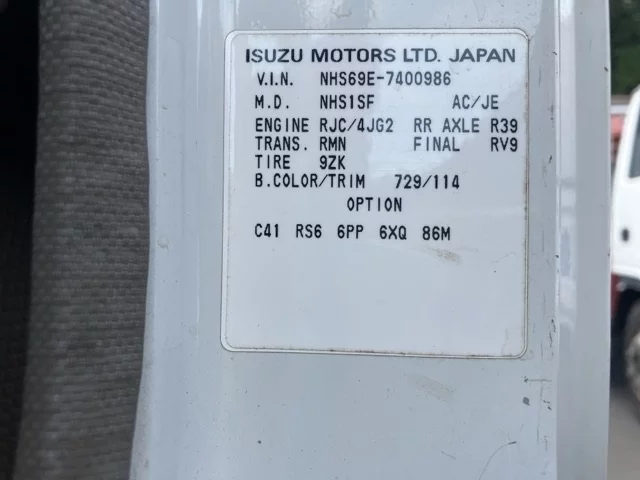 ISUZU MOTORS LTD. JAPAN
V.I.N. NHS69E-7400986
M.D. NHS1SF AC/JE
ENGINE RJC/4JG2 RR AXLE R39
TRANS. RMN FINAL RV9
TIRE 9ZK
B.COLOR/TRIM 729/114
OPTION
C41 RS6 6PP 6XQ 86M